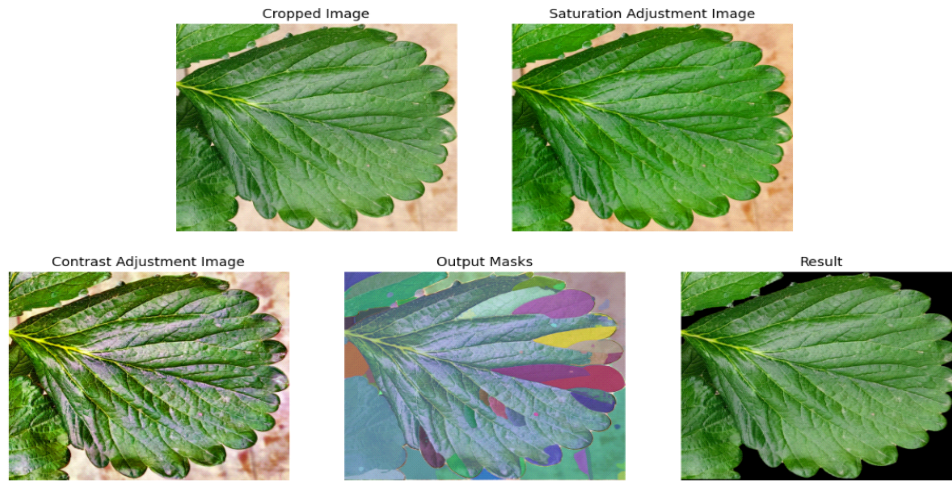 Cropped Image
Saturation Adjustment Image
Contrast Adjustment Image
Output Masks
Result